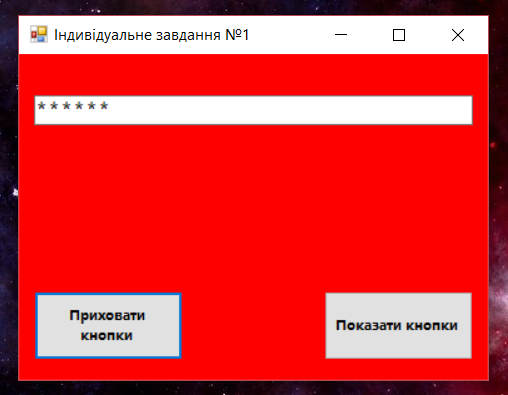 Індивідуальне завдання №1
******
Приховати
кнопки
Показати кнопки